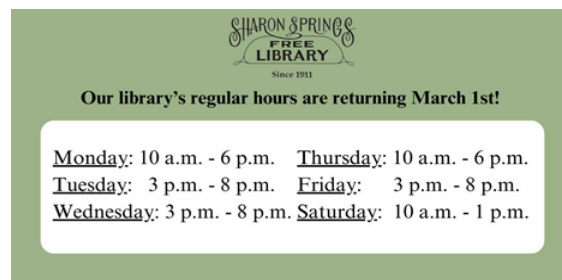 SHARON SPRINGS
FREE
LIBRARY
Since 1911
Our library's regular hours are returning March 1st!
Monday: 10 a.m. - 6 p.m. Thursday: 10 a.m. - 6 p.m.
Tuesday: 3 p.m. - 8 p.m. Friday: 3 p.m. - 8 p.m.
Wednesday: 3 p.m. - 8 p.m. Saturday: 10 a.m. - 1 p.m.